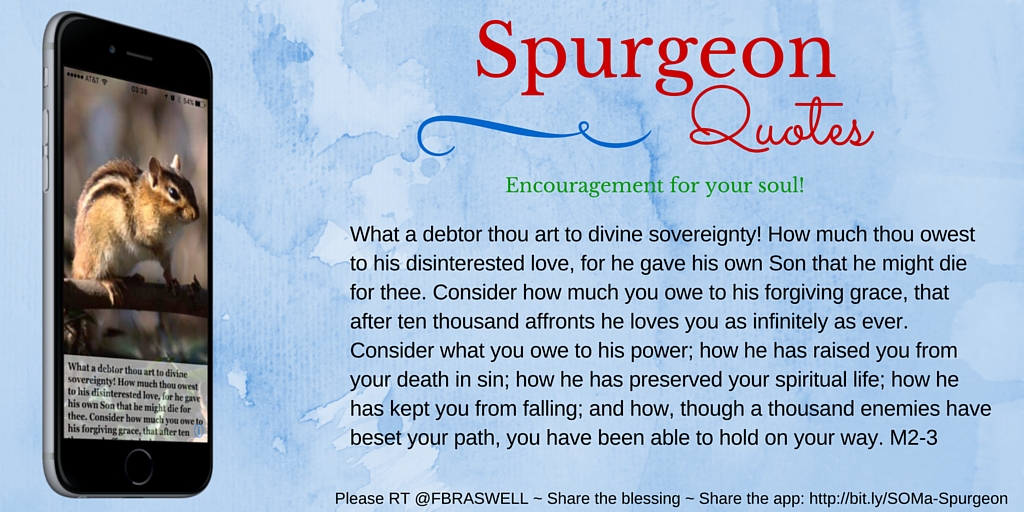 ●●●●● AT&T
03:38
54%
What a debtor thou art to divine
sovereignty! How much thou owest
to his disinterested love, for he gave
his own Son that he might die for
thee. Consider how much you owe to
his forgiving grace, that after ten
Spurgeon
Quotes
Encouragement for your soul!
What a debtor thou art to divine sovereignty! How much thou owest
to his disinterested love, for he gave his own Son that he might die
for thee. Consider how much you owe to his forgiving grace, that
after ten thousand affronts he loves you as infinitely as ever.
Consider what you owe to his power; how he has raised you from
your death in sin; how he has preserved your spiritual life; how he
has kept you from falling; and how, though a thousand enemies have
beset your path, you have been able to hold on your way. M2-3
Please RT @FBRASWELL ~ Share the blessing ~ Share the app: http://bit.ly/SOMa-Spurgeon